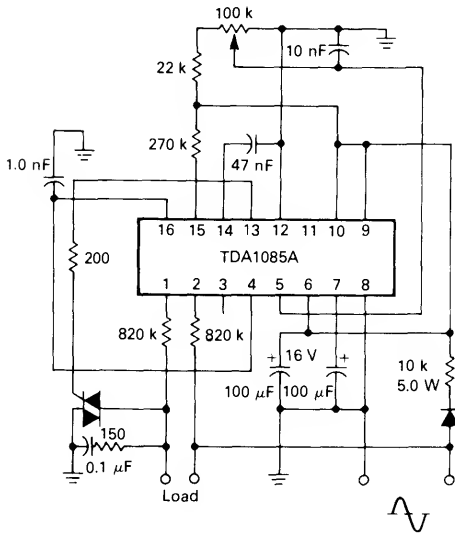 100 k
10 nF
22 k
1.0 nF
270 k
47 nF
16 15 14 13 12 11 10 9
200
TDA1085A
1 2 3 4 5 6 7 8
820 k
820 k
+ 16 V +
10 k
5.0 W
100 µF 100 µF
150
0.1 µF
Load